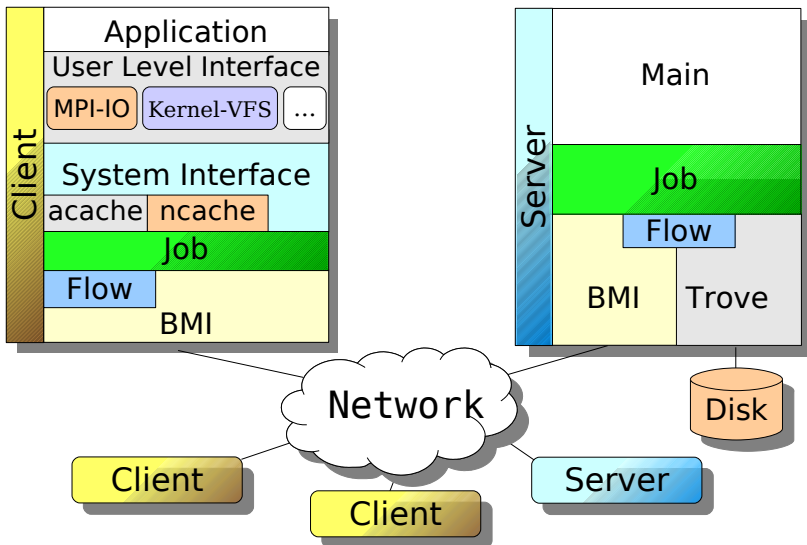 Client
Application
User Level Interface
MPI-IO
Kernel-VFS
...
System Interface
acache
ncache
Job
Flow
BMI
Server
Main
Job
Flow
BMI
Trove
Network
Disk
Client
Client
Server